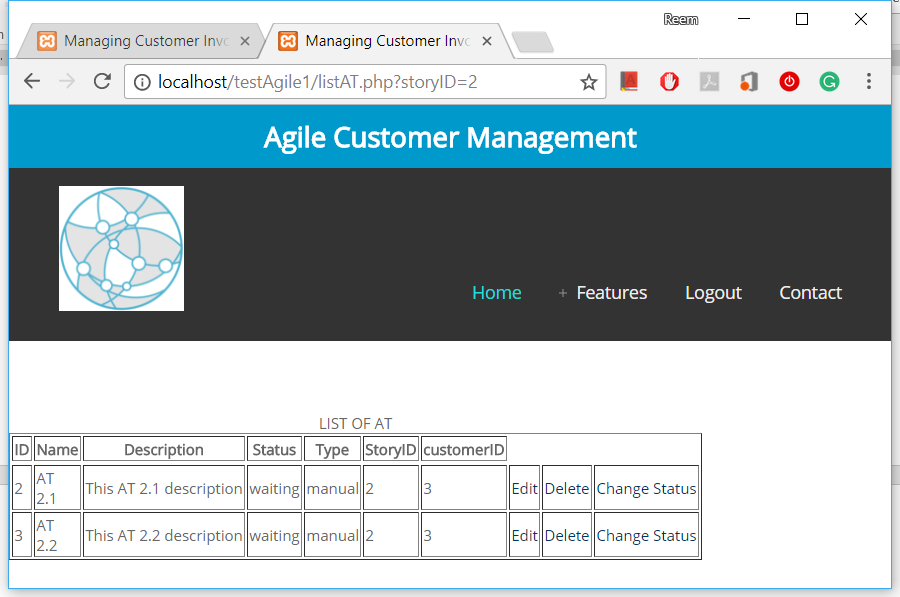 Reem
Managing Customer Invo
Managing Customer Invo
localhost/testAgile1/listAT.php?storyID=2
Agile Customer Management
Home + Features Logout Contact
LIST OF AT
ID Name Description Status Type StoryID customerID
2 AT 2.1 This AT 2.1 description waiting manual 2 3 Edit Delete Change Status
3 AT 2.2 This AT 2.2 description waiting manual 2 3 Edit Delete Change Status